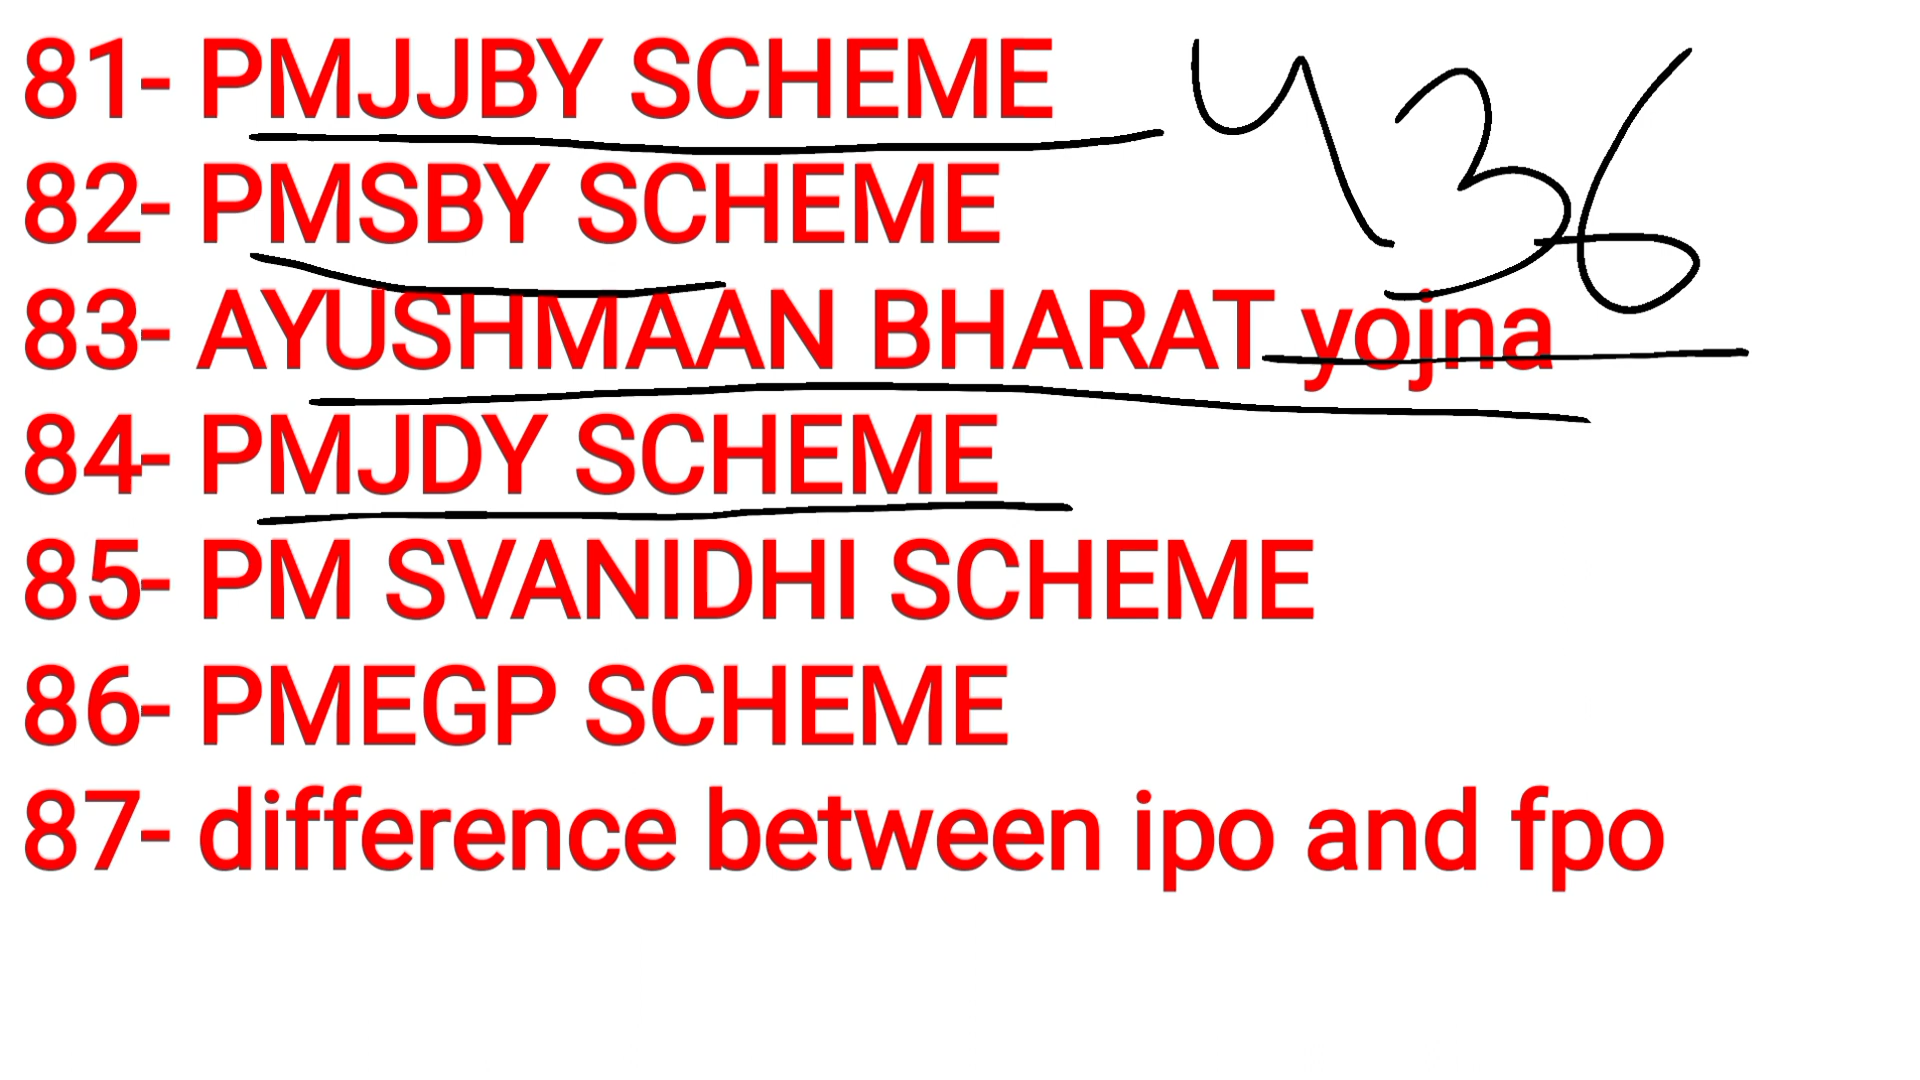 81- PMJJBY SCHEME 436
82- PMSBY SCHEME
83- AYUSHMAAN BHARAT yojna
84- PMJDY SCHEME
85- PM SVANIDHI SCHEME
86- PMEGP SCHEME
87- difference between ipo and fpo